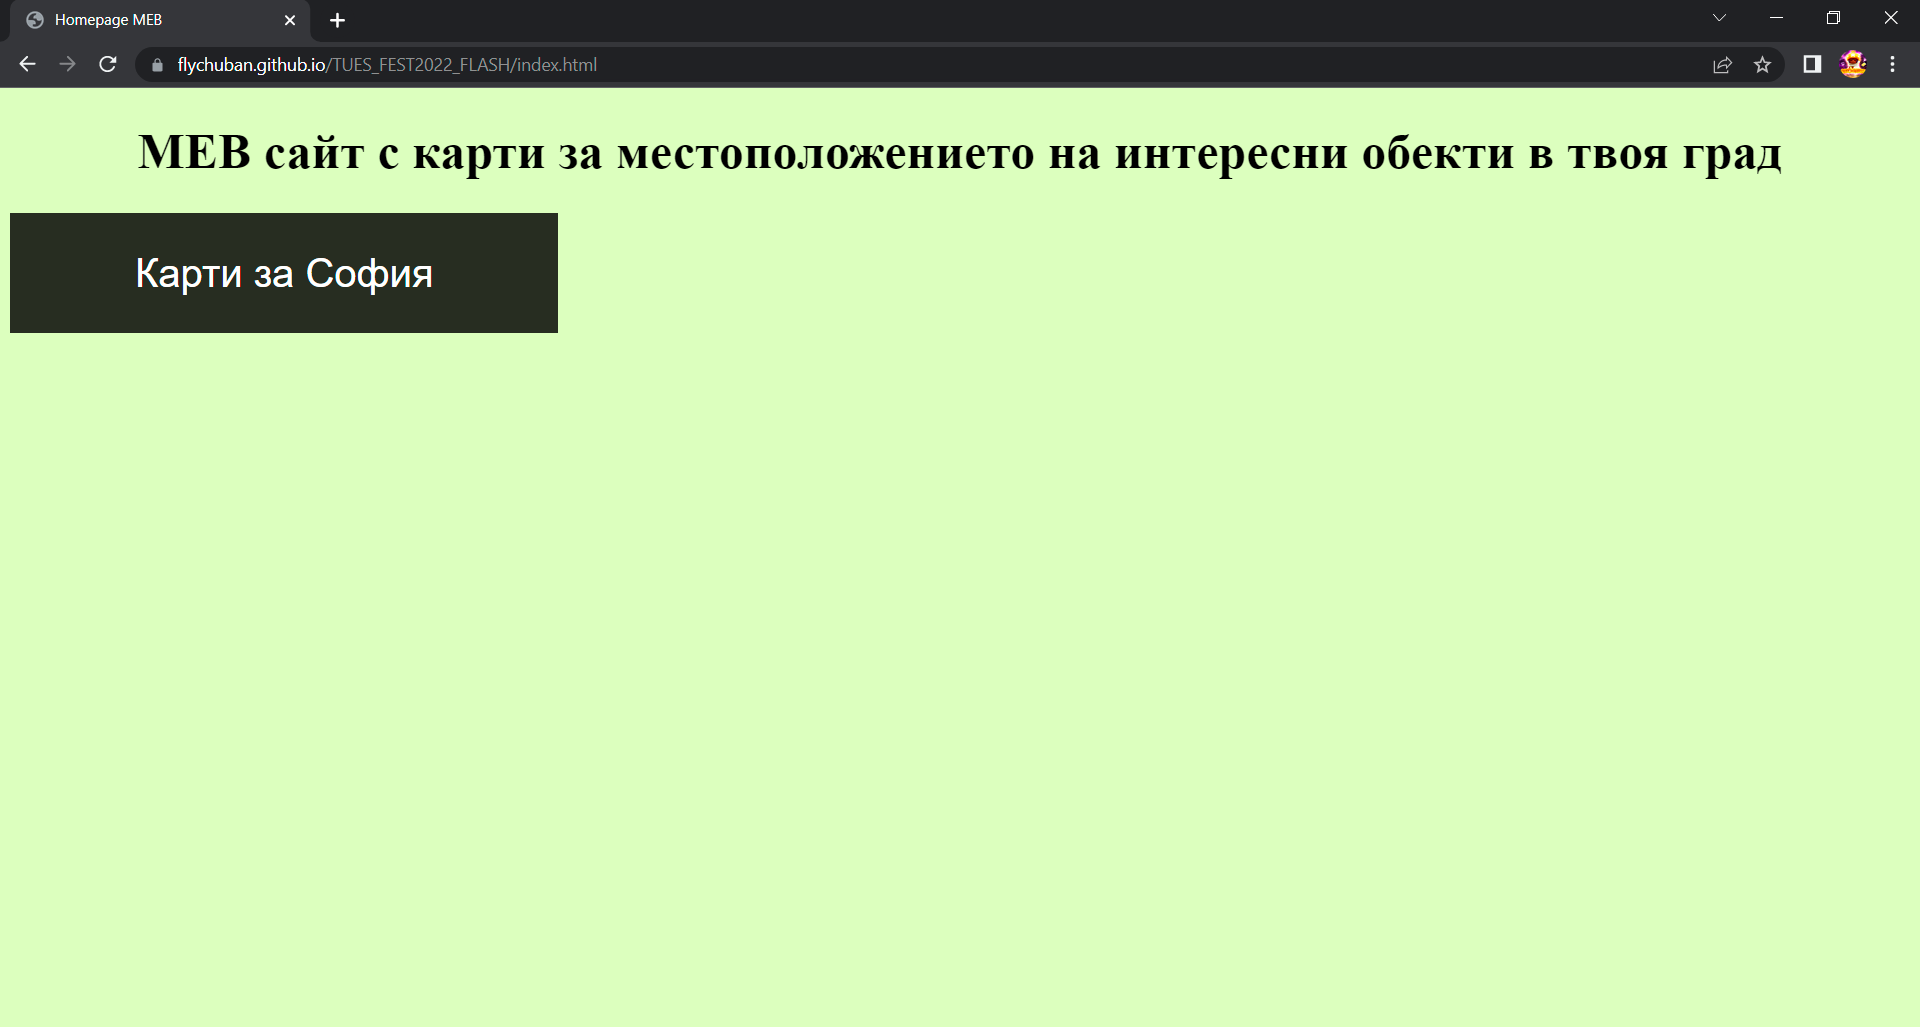 Homepage MEB
flychuban.github.io/TUES_FEST2022_FLASH/index.html
МЕВ сайт с карти за местоположението на интересни обекти в твоя град
Карти за София